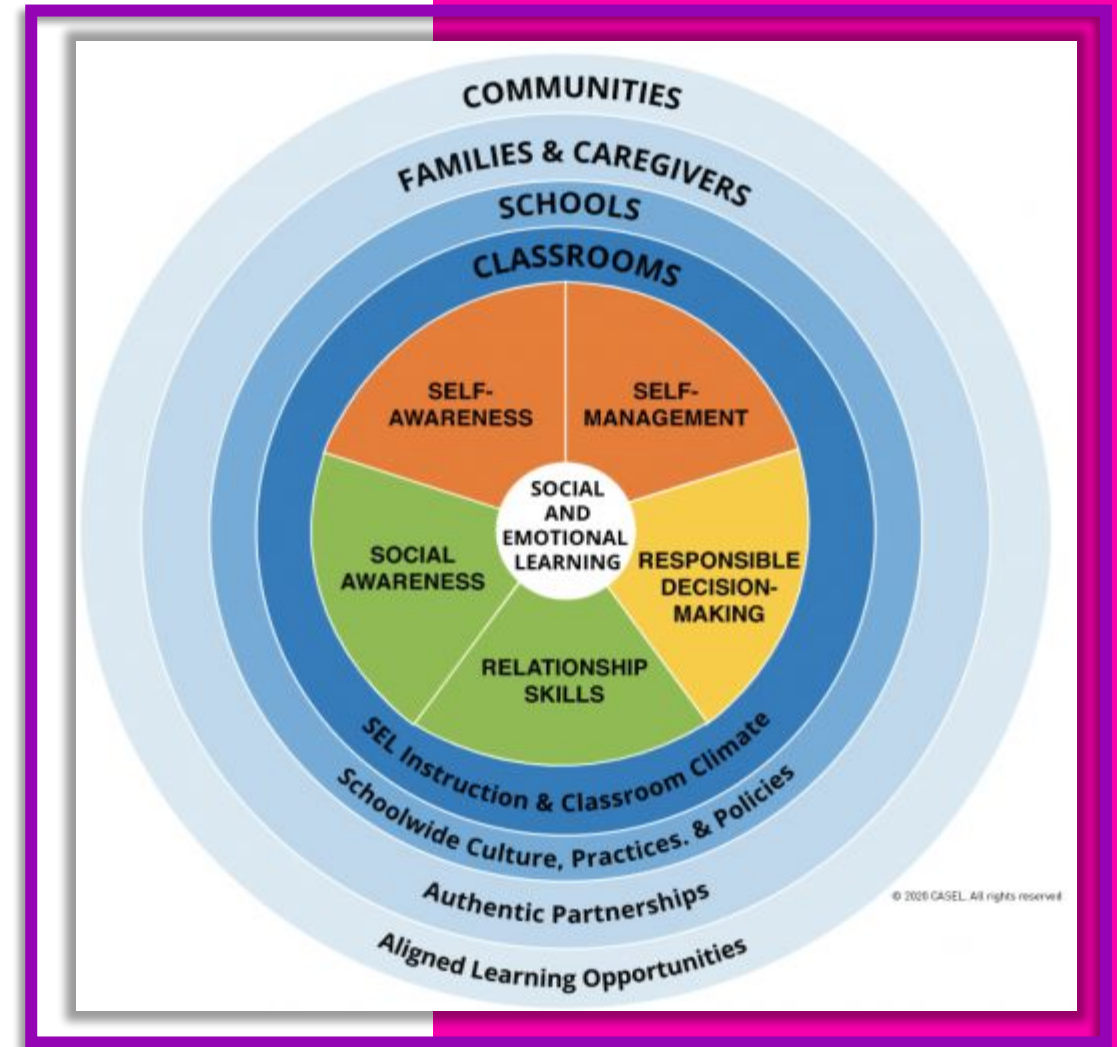 COMMUNITIES
FAMILIES & CAREGIVERS
SCHOOLS
CLASSROOMS
SELF-
AWARENESS
SELF-
MANAGEMENT
SOCIAL
AND
EMOTIONAL
LEARNING
SOCIAL
AWARENESS
RESPONSIBLE
DECISION-
MAKING
RELATIONSHIP
SKILLS
SEL Instruction & Classroom Climate
Schoolwide Culture, Practices. & Policies
Authentic Partnerships
Aligned Learning Opportunities
© 2020 CASEL. All rights reserved